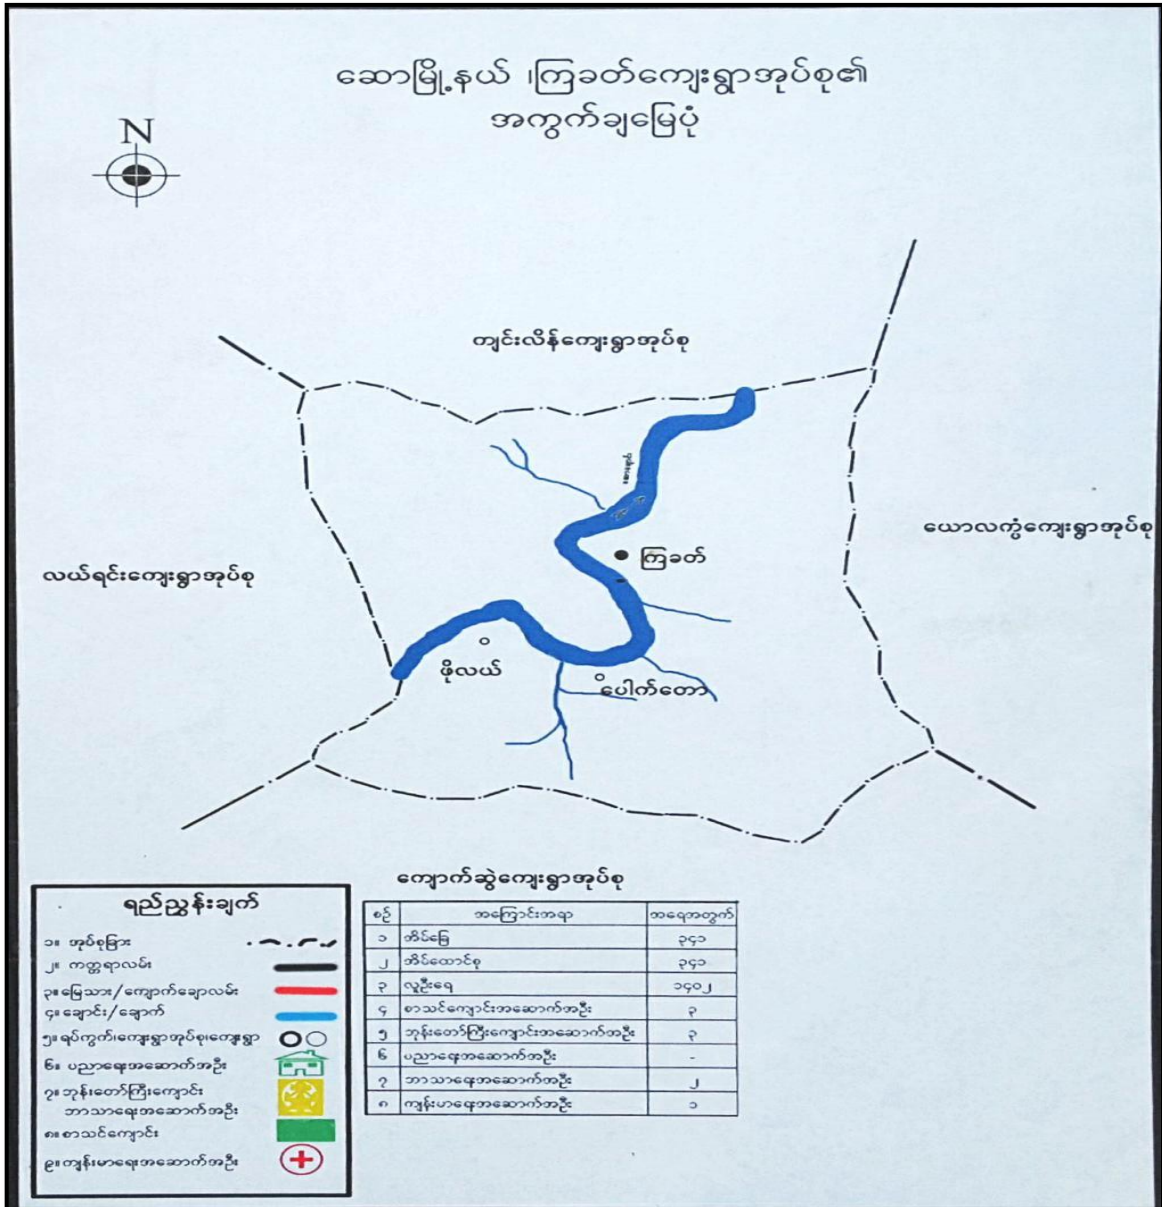 ဆောမြို့နယ် ၊ကြခတ်ကျေးရွာအုပ်စု၏
အကွက်ချမြေပုံ
N
ကျင်းလိန်ကျေးရွာအုပ်စု
ယောလကွံကျေးရွာအုပ်စု
ကြခတ်
လယ်ရင်းကျေးရွာအုပ်စု
ဖိုလယ်
ပေါက်တော
ကျောက်ဆွဲကျေးရွာအုပ်စု
ရည်ညွှန်းချက်
၁။ အုပ်စုခြား
၂။ ကတ္တရာလမ်း
၃။မြေသား/ကျောက်ချောလမ်း
၄။ချောင်း/ချောက်
၅။ရပ်ကွက်၊ကျေးရွာအုပ်စု၊ကျေးရွာ
၆။ ပညာရေးအဆောက်အဦး
၇။ဘုန်းတော်ကြီးကျောင်း
ဘာသာရေးအဆောက်အဦး
၈။စာသင်ကျောင်း
၉။ကျန်းမာရေးအဆောက်အဦး
စဉ် အကြောင်းအရာ အရေအတွက်
၁ အိမ်ခြေ ၃၄၁
၂ အိမ်ထောင်စု ၃၄၁
၃ လူဦးရေ ၁၄၀၂
၄ စာသင်ကျောင်းအဆောက်အဦး ၃
၅ ဘုန်းတော်ကြီးကျောင်းအဆောက်အဦး ၃
၆ ပညာရေးအဆောက်အဦး -
၇ ဘာသာရေးအဆောက်အဦး ၂
၈ ကျန်းမာရေးအဆောက်အဦး ၁